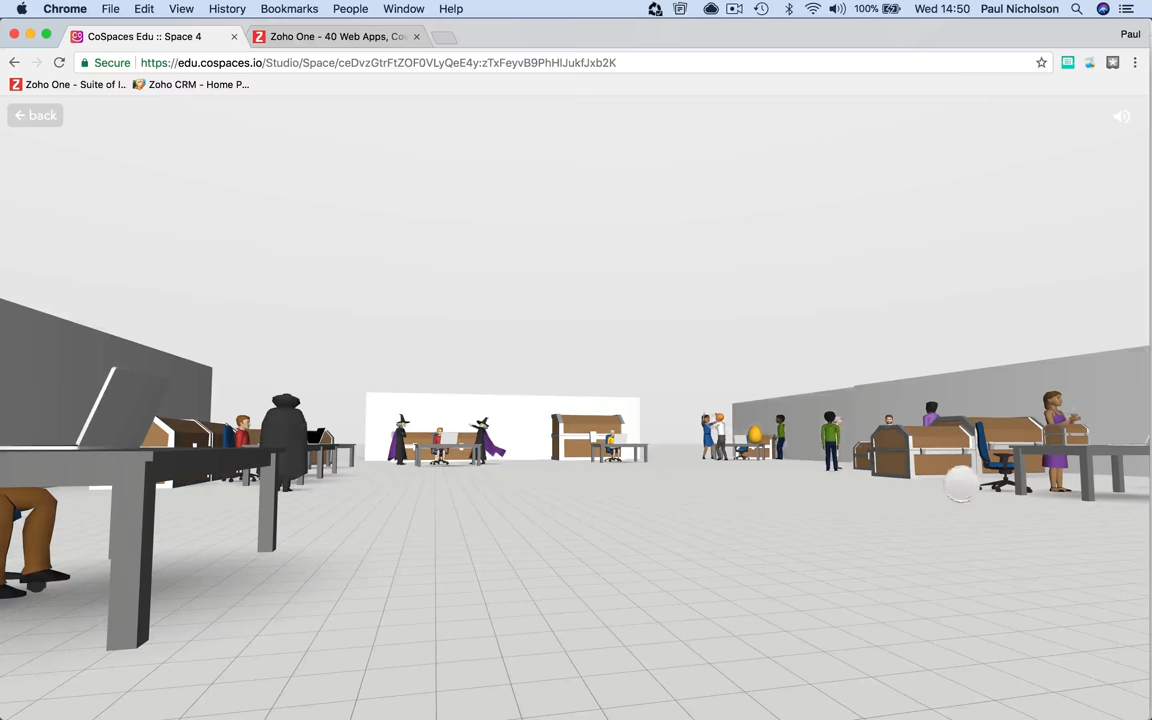 Chrome File Edit View History Bookmarks People Window Help 100% Wed 14:50 Paul Nicholson
CoSpaces Edu :: Space 4
Zoho One - 40 Web Apps, Cov
Paul
Secure https://edu.cospaces.io/Studio/Space/ceDvzGtrFtZOF0VLyQeE4y:zTxFeyvB9PhHlJukfJxb2K
Zoho One - Suite of I... Zoho CRM - Home P...
back